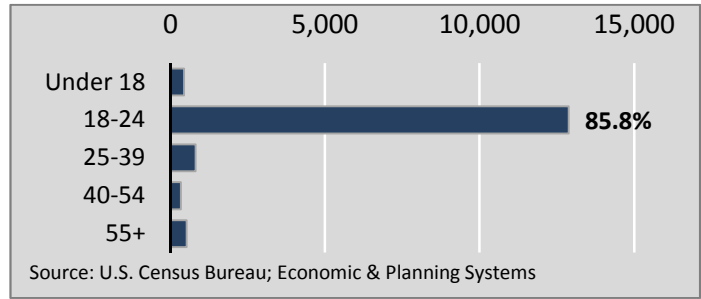 0 5,000 10,000 15,000
Under 18
18-24 85.8%
25-39
40-54
55+
Source: U.S. Census Bureau; Economic & Planning Systems